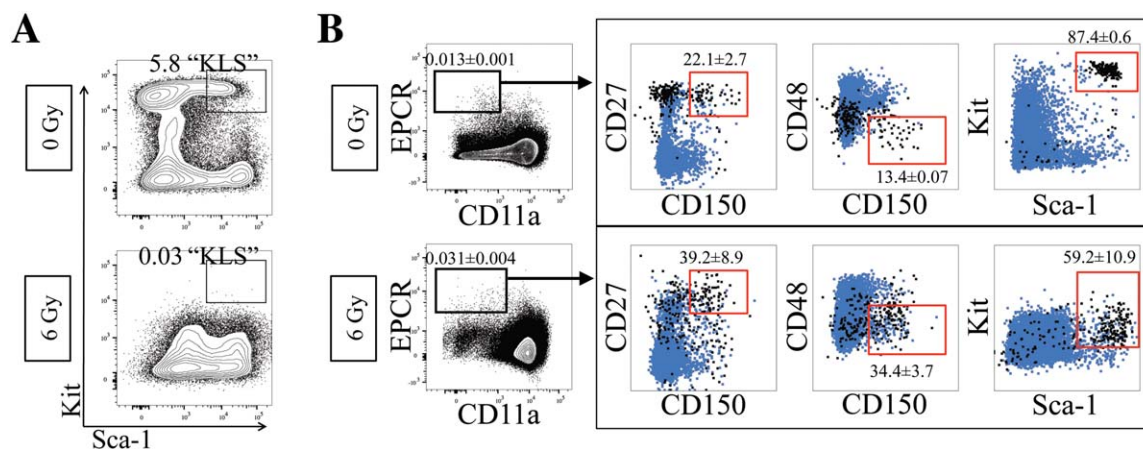 A
B
0 Gy
5.8 “KLS”
0 Gy
0.013±0.001
EPCR
CD11a
22.1±2.7
CD27
CD150
CD48
13.4±0.07
CD150
87.4±0.6
Kit
Sca-1
6 Gy
0.03 “KLS”
Kit
Sca-1
6 Gy
0.031±0.004
EPCR
CD11a
39.2±8.9
CD27
CD150
CD48
34.4±3.7
CD150
59.2±10.9
Kit
Sca-1